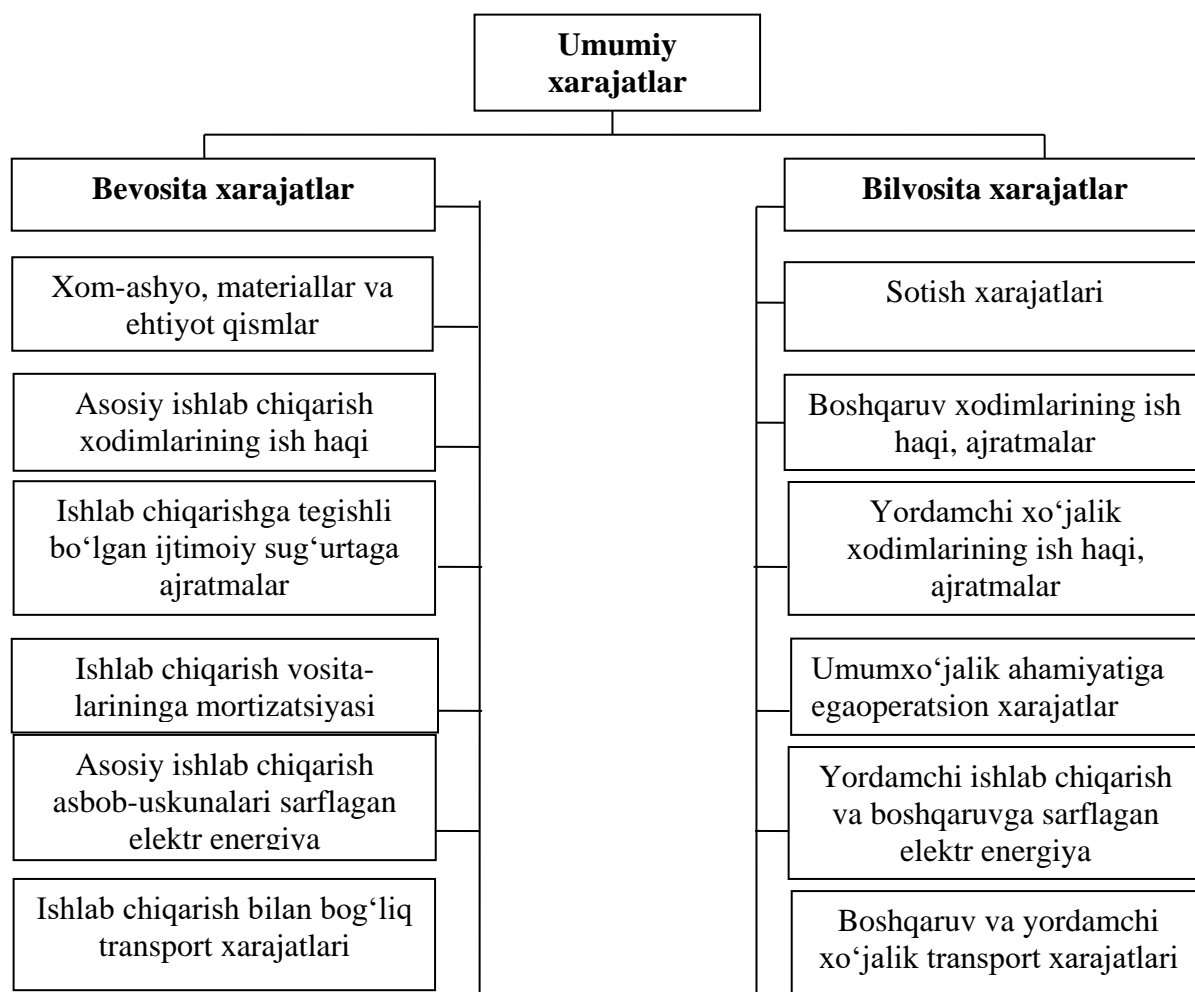 Umumiy
xarajatlar
Bevosita xarajatlar
Xom-ashyo, materiallar va
ehtiyot qismlar
Asosiy ishlab chiqarish
xodimlarining ish haqi
Ishlab chiqarishga tegishli
bo‘lgan ijtimoiy sug‘urtaga
ajratmalar
Ishlab chiqarish vosita-
larininga mortizatsiyasi
Asosiy ishlab chiqarish
asbob-uskunalari sarflagan
elektr energiya
Ishlab chiqarish bilan bog‘liq
transport xarajatlari
Bilvosita xarajatlar
Sotish xarajatlari
Boshqaruv xodimlarining ish
haqi, ajratmalar
Yordamchi xo‘jalik
xodimlarining ish haqi,
ajratmalar
Umumxo‘jalik ahamiyatiga
egaoperatsion xarajatlar
Yordamchi ishlab chiqarish
va boshqaruvga sarflagan
elektr energiya
Boshqaruv va yordamchi
xo‘jalik transport xarajatlari